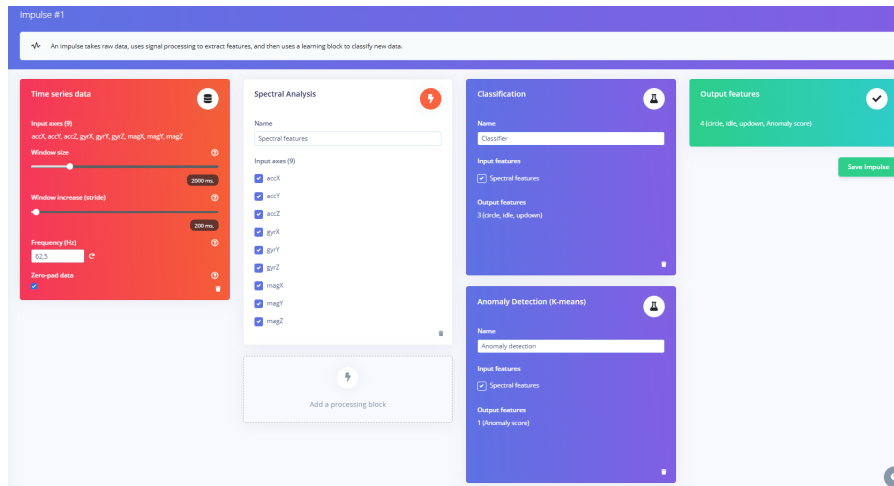 Impulse #1
An impulse takes raw data, uses signal processing to extract features, and then uses a learning block to classify new data.
Time series data
Input axes (9)
accX, accY, accZ, gyrX, gyrY, gyrZ, magX, magY, magZ
Window size
2000 ms.
Window increase (stride)
200 ms.
Frequency (Hz)
62,5
Zero-pad data
Spectral Analysis
Name
Spectral features
Input axes (9)
accX
accY
accZ
gyrX
gyrY
gyrZ
magX
magY
magZ
Add a processing block
Classification
Name
Classifier
Input features
Spectral features
Output features
3 (circle, idle, updown)
Anomaly Detection (K-means)
Name
Anomaly detection
Input features
Spectral features
Output features
1 (Anomaly score)
Output features
4 (circle, idle, updown, Anomaly score)
Save Impulse